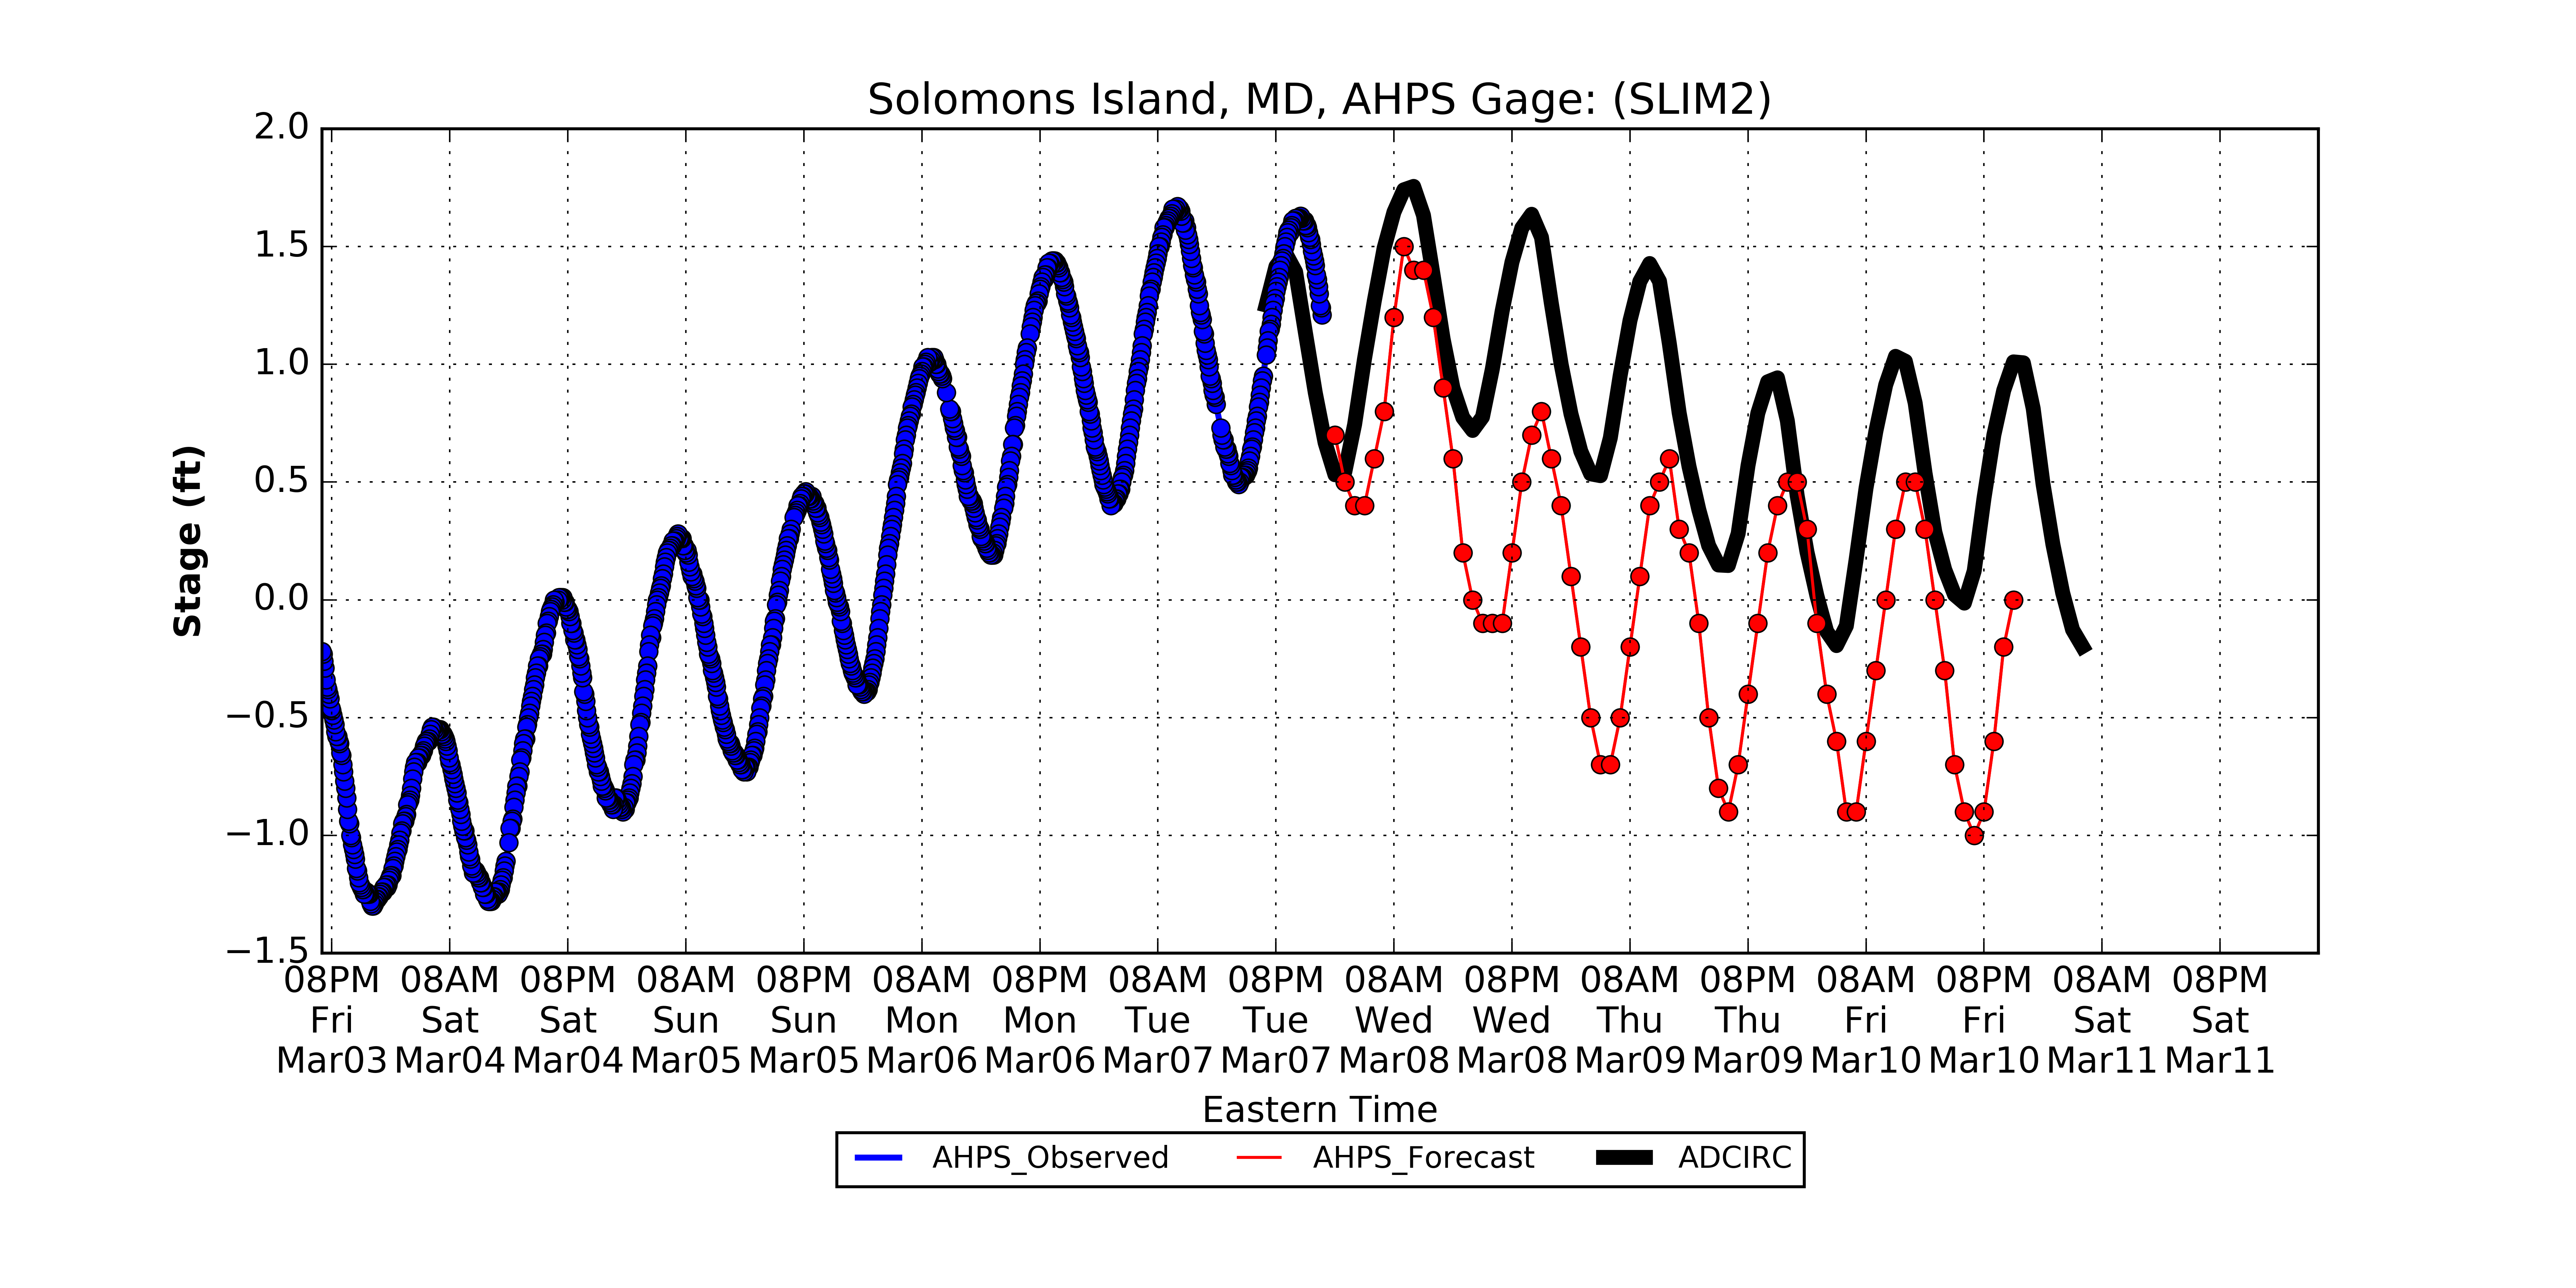 Solomons Island, MD, AHPS Gage: (SLIM2)
2.0
1.5
1.0
0.5
0.0
−0.5
−1.0
−1.5
Stage (ft)
08PM 08AM 08PM 08AM 08PM 08AM 08PM 08AM 08PM 08AM 08PM 08AM 08PM 08AM 08PM 08AM 08PM
Fri Sat Sat Sun Sun Mon Mon Tue Tue Wed Wed Thu Thu Fri Fri Sat Sat
Mar03 Mar04 Mar04 Mar05 Mar05 Mar06 Mar06 Mar07 Mar07 Mar08 Mar08 Mar09 Mar09 Mar10 Mar10 Mar11 Mar11
Eastern Time
AHPS_Observed AHPS_Forecast ADCIRC